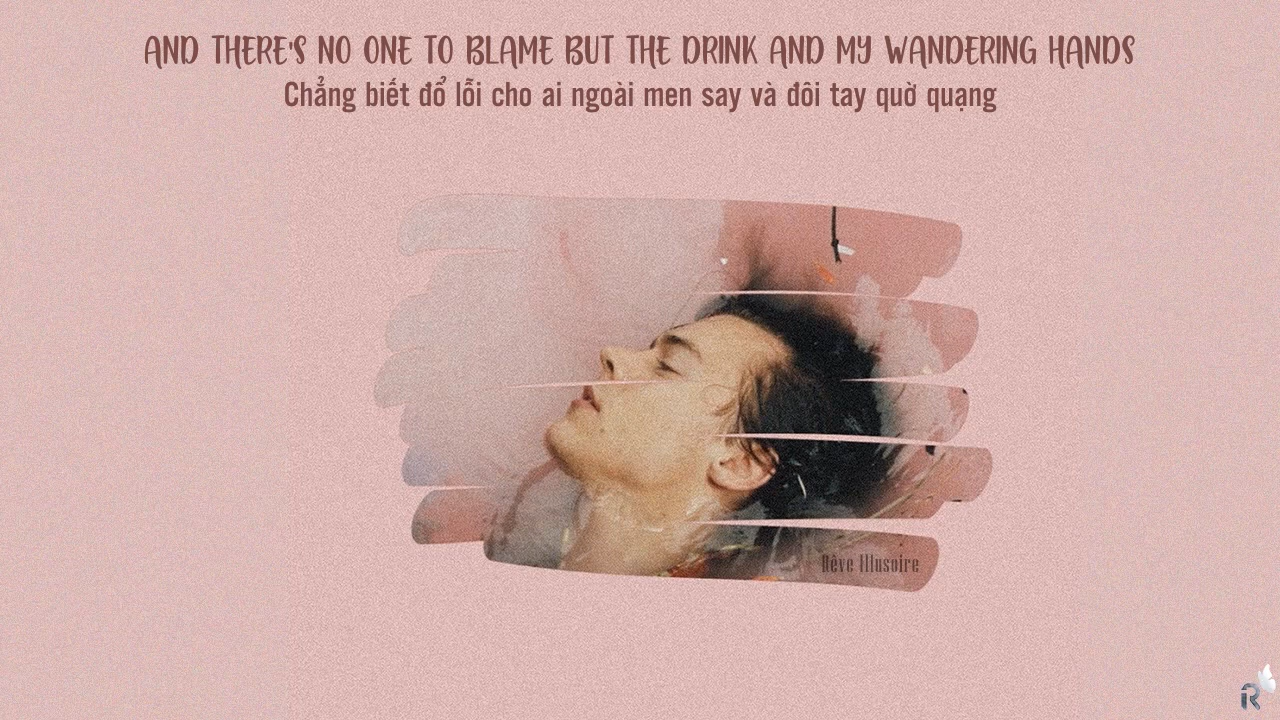 AND THERE'S NO ONE TO BLAME BUT THE DRINK AND MY WANDERING HANDS
Chẳng biết đổ lỗi cho ai ngoài men say và đôi tay quờ quạng
Rêve Illusoire
R